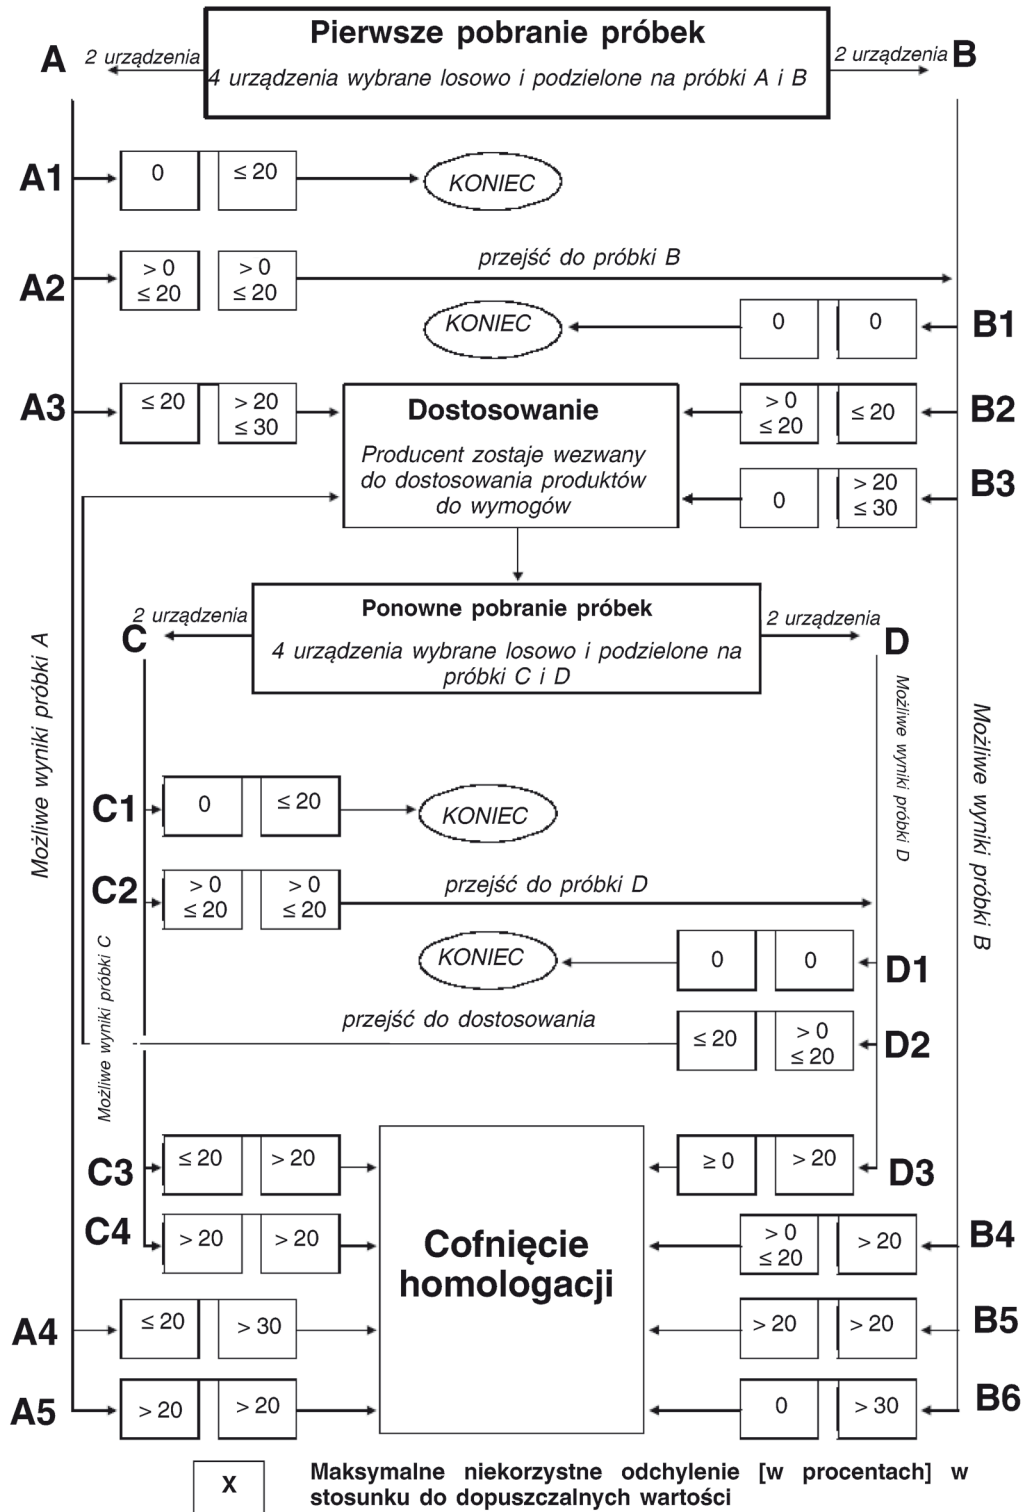 Pierwsze pobranie próbek
A
2 urządzenia
4 urządzenia wybrane losowo i podzielone na próbki A i B
2 urządzenia
B
A1
0
≤ 20
KONIEC
A2
> 0
≤ 20
> 0
≤ 20
przejść do próbki B
KONIEC
0
0
B1
A3
≤ 20
> 20
≤ 30
Dostosowanie
Producent zostaje wezwany
do dostosowania produktów
do wymogów
> 0
≤ 20
≤ 20
B2
0
> 20
≤ 30
B3
Ponowne pobranie próbek
C
2 urządzenia
4 urządzenia wybrane losowo i podzielone na
próbki C i D
2 urządzenia
D
Możliwe wyniki próbki A
Możliwe wyniki próbki D
Możliwe wyniki próbki B
C1
0
≤ 20
KONIEC
C2
> 0
≤ 20
> 0
≤ 20
przejść do próbki D
Możliwe wyniki próbki C
KONIEC
0
0
D1
przejść do dostosowania
≤ 20
> 0
≤ 20
D2
C3
≤ 20
> 20
Cofnięcie
homologacji
≥ 0
> 20
D3
C4
> 20
> 20
> 0
≤ 20
> 20
B4
A4
≤ 20
> 30
> 20
> 20
B5
A5
> 20
> 20
0
> 30
B6
X
Maksymalne niekorzystne odchylenie [w procentach] w
stosunku do dopuszczalnych wartości